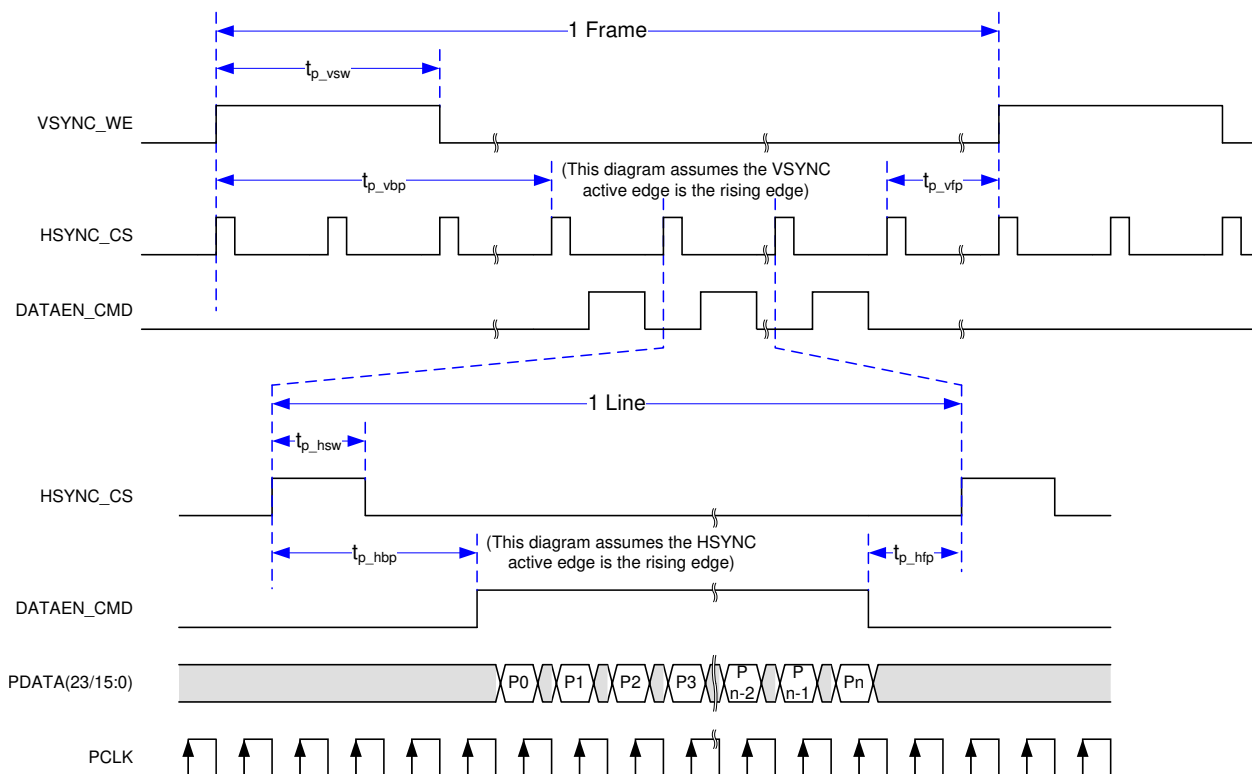 1 Frame
tp_vsw
VSYNC_WE
tp_vbp
(This diagram assumes the VSYNC
active edge is the rising edge)
tp_vfp
HSYNC_CS
DATAEN_CMD
1 Line
tp_hsw
HSYNC_CS
tp_hbp
(This diagram assumes the HSYNC
active edge is the rising edge)
tp_hfp
DATAEN_CMD
PDATA(23/15:0)
P0
P1
P2
P3
P
n-2
P
n-1
Pn
PCLK